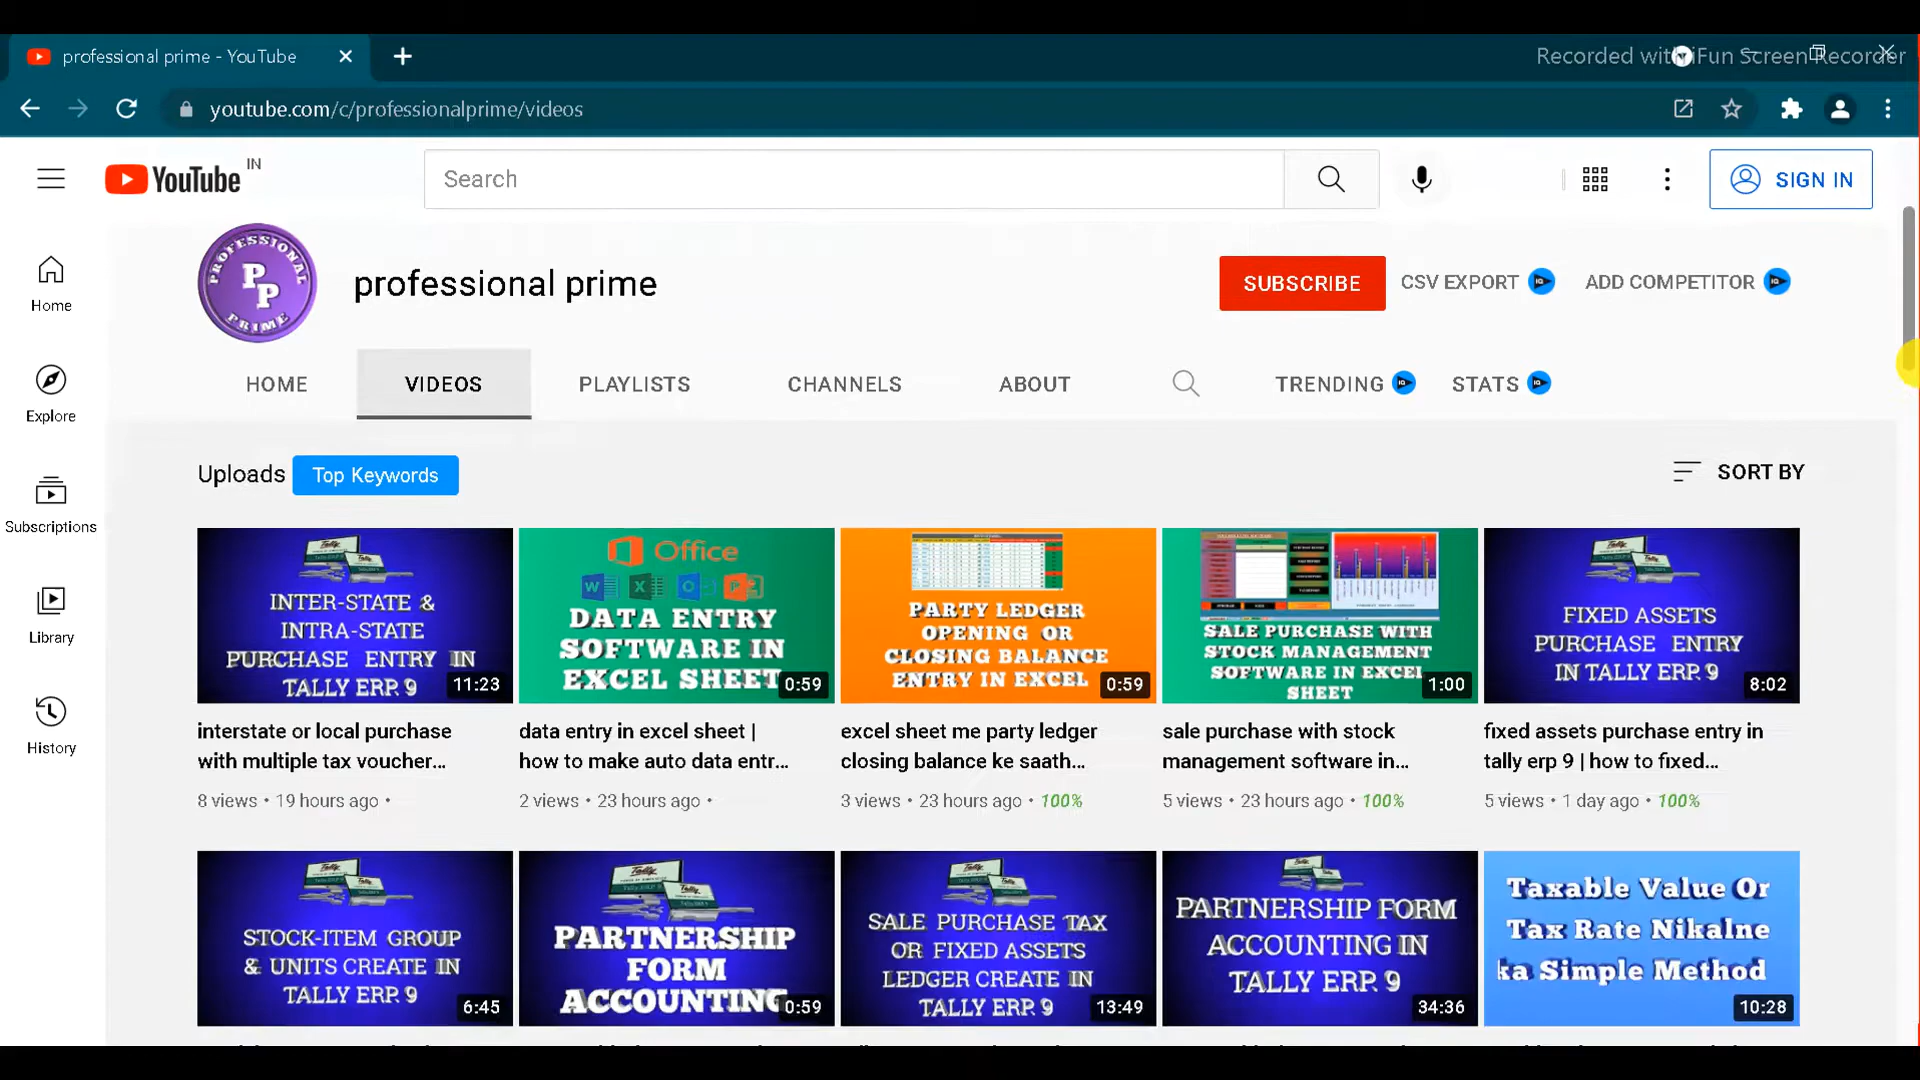 professional prime - YouTube
Recorded with iFun Screen Recorder
youtube.com/c/professionalprime/videos
YouTube IN
Search
SIGN IN
Home
Explore
Subscriptions
Library
History
PROFESSIONAL
PP
PRIME
professional prime
SUBSCRIBE
CSV EXPORT
ADD COMPETITOR
HOME
VIDEOS
PLAYLISTS
CHANNELS
ABOUT
TRENDING
STATS
Uploads
Top Keywords
SORT BY
INTER-STATE &
INTRA-STATE
PURCHASE ENTRY IN
TALLY ERP. 9
11:23
interstate or local purchase
with multiple tax voucher...
8 views • 19 hours ago •
Office
DATA ENTRY
SOFTWARE IN
EXCEL SHEET
0:59
data entry in excel sheet |
how to make auto data entr...
2 views • 23 hours ago •
PARTY LEDGER
OPENING OR
CLOSING BALANCE
ENTRY IN EXCEL
0:59
excel sheet me party ledger
closing balance ke saath...
3 views • 23 hours ago • 100%
SALE PURCHASE WITH
STOCK MANAGEMENT
SOFTWARE IN EXCEL
SHEET
1:00
sale purchase with stock
management software in...
5 views • 23 hours ago • 100%
FIXED ASSETS
PURCHASE ENTRY
IN TALLY ERP. 9
8:02
fixed assets purchase entry in
tally erp 9 | how to fixed...
5 views • 1 day ago • 100%
STOCK-ITEM GROUP
& UNITS CREATE IN
TALLY ERP. 9
6:45
PARTNERSHIP
FORM
ACCOUNTING
0:59
SALE PURCHASE TAX
OR FIXED ASSETS
LEDGER CREATE IN
TALLY ERP. 9
13:49
PARTNERSHIP FORM
ACCOUNTING IN
TALLY ERP. 9
34:36
Taxable Value Or
Tax Rate Nikalne
ka Simple Method
10:28